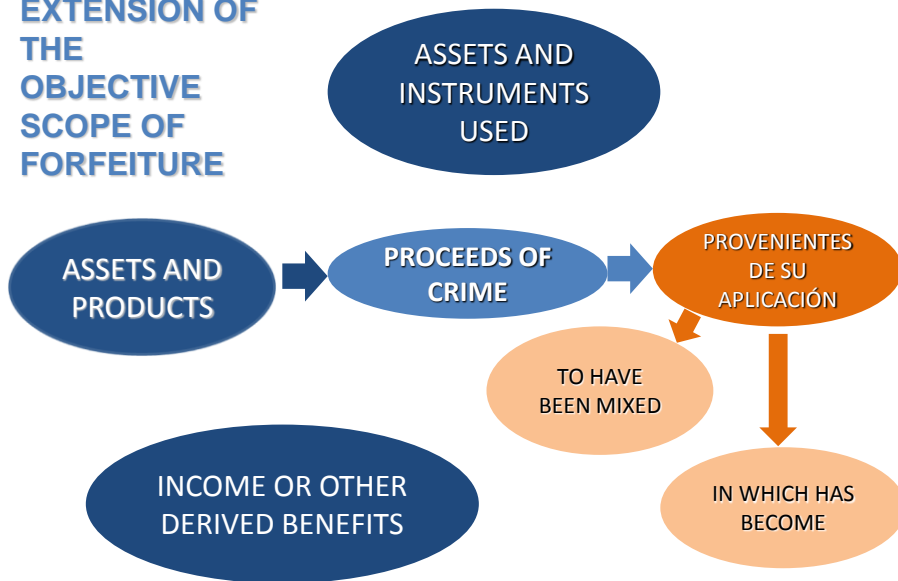 EXTENSION OF
THE
OBJECTIVE
SCOPE OF
FORFEITURE
ASSETS AND
INSTRUMENTS
USED
ASSETS AND
PRODUCTS
PROCEEDS OF
CRIME
PROVENIENTES
DE SU
APLICACIÓN
TO HAVE
BEEN MIXED
INCOME OR OTHER
DERIVED BENEFITS
IN WHICH HAS
BECOME